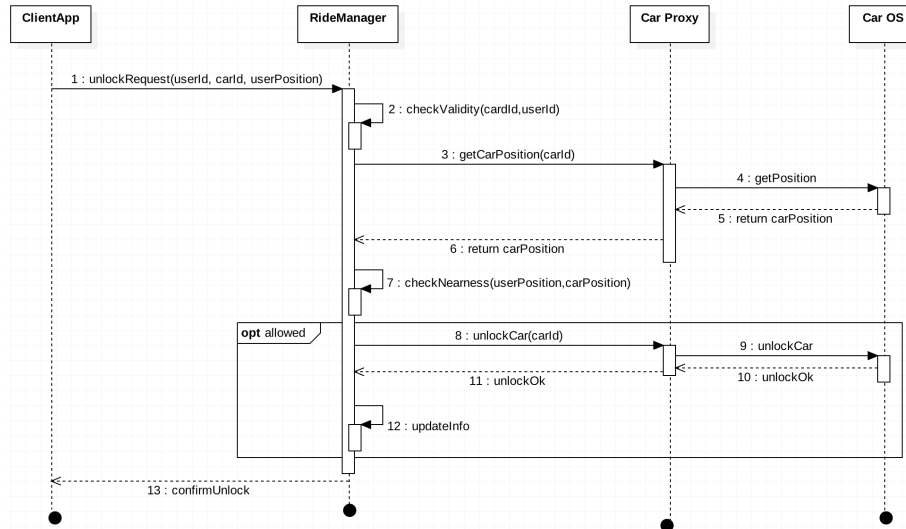 ClientApp
RideManager
Car Proxy
Car OS
1 : unlockRequest(userId, carId, userPosition)
2 : checkValidity(cardId,userId)
3 : getCarPosition(carId)
4 : getPosition
5 : return carPosition
6 : return carPosition
7 : checkNearness(userPosition,carPosition)
opt allowed
8 : unlockCar(carId)
9 : unlockCar
10 : unlockOk
11 : unlockOk
12 : updateInfo
13 : confirmUnlock